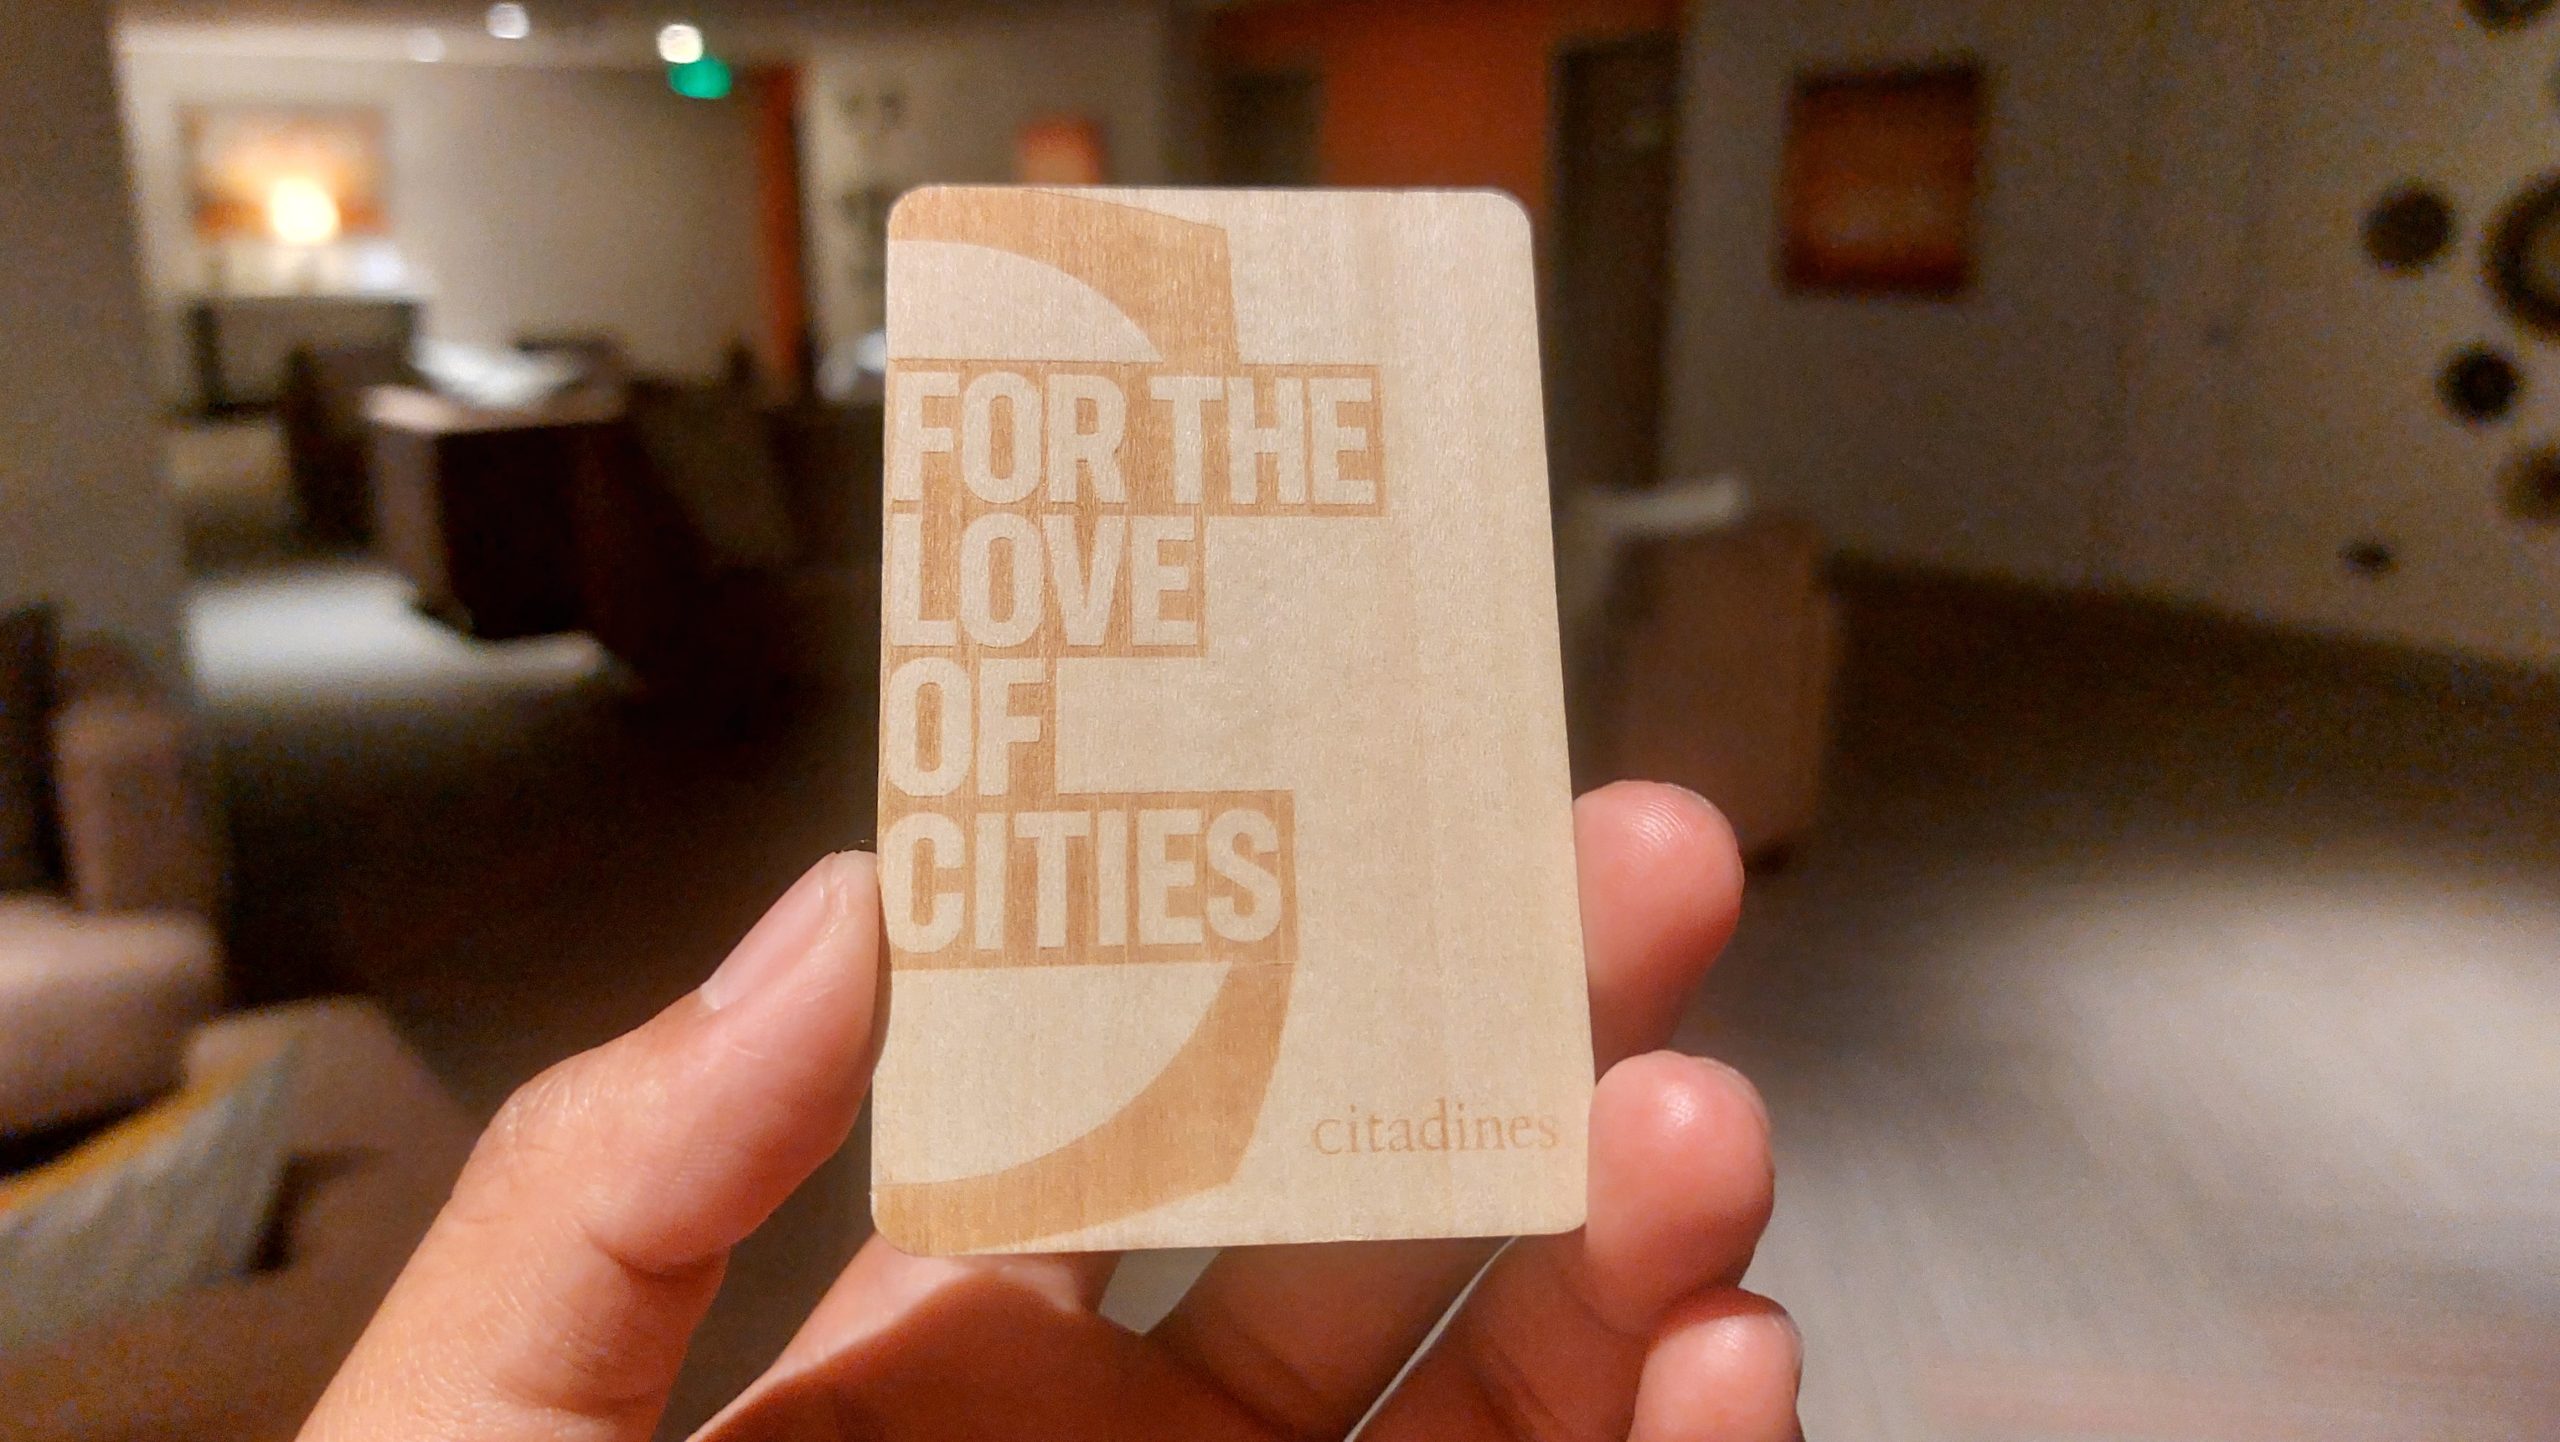 FOR THE
LOVE
OF
CITIES
citadines